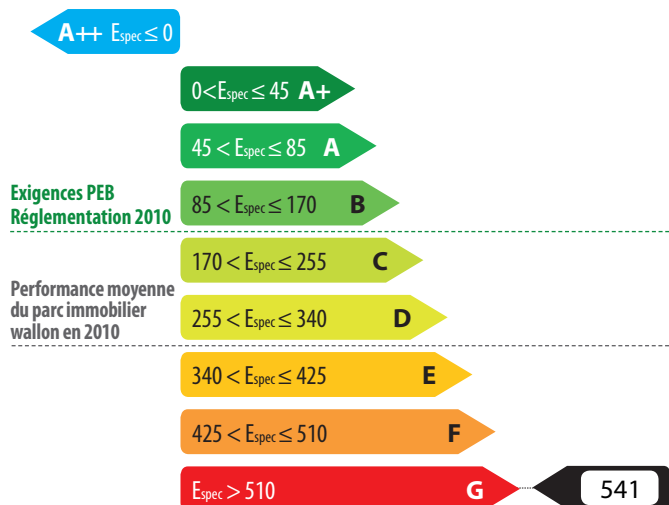 A++ Espec ≤ 0
0<Espec ≤ 45 A+
45 < Espec ≤ 85 A
Exigences PEB
Réglementation 2010
85 < Espec ≤ 170 B
170 < Espec ≤ 255 C
Performance moyenne
du parc immobilier
wallon en 2010
255 < Espec ≤ 340 D
340 < Espec ≤ 425 E
425 < Espec ≤ 510 F
Espec > 510 G 541